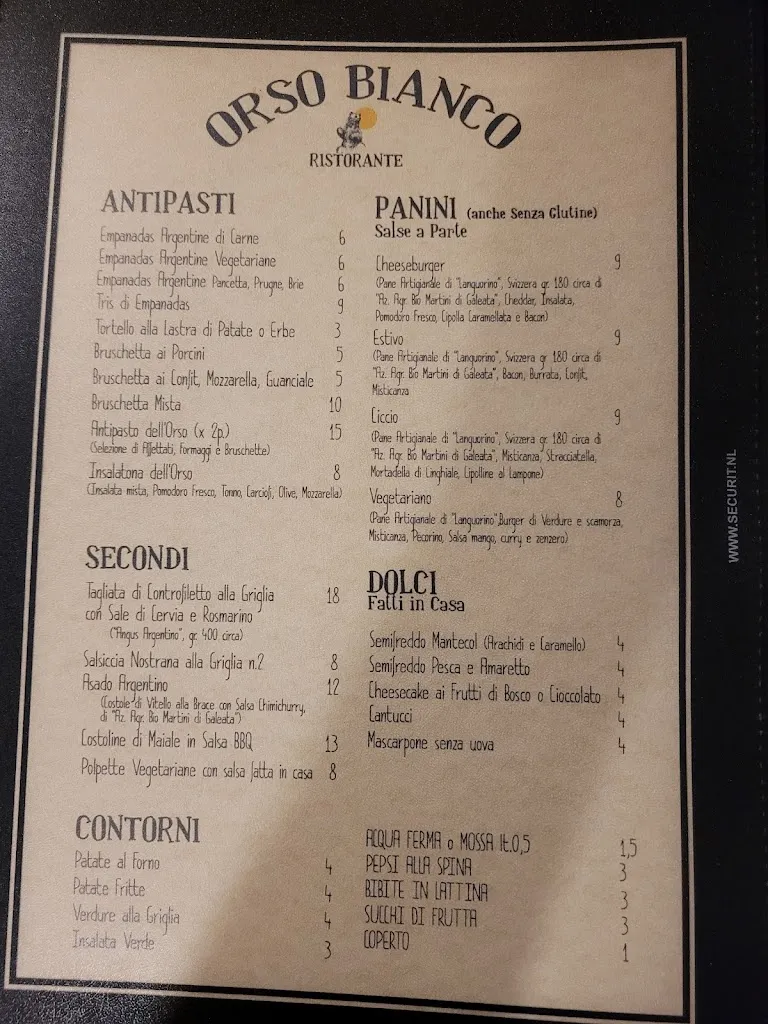 ORSO BIANCO
RISTORANTE
ANTIPASTI
Empanadas Argentine di Carne 6
Empanadas Argentine Vegetariane 6
Empanadas Argentine Pancetta, Prugne, Brie 6
Tris di Empanadas 9
Tortello alla Lastra di Patate o Erbe 3
Bruschetta ai Porcini 5
Bruschetta ai Confit, Mozzarella, Guanciale 5
Bruschetta Mista 10
Antipasto dell'Orso (x 2p.) 15
(Selezione di Affettati, Formaggi e Bruschette)
Insalatona dell'Orso 8
(Insalata mista, Pomodoro Fresco, Tonno, Carciofi, Olive, Mozzarella)
SECONDI
Tagliata di Controfiletto alla Griglia 18
con Sale di Cervia e Rosmarino
("Angus Argentino", gr. 400 circa)
Salsiccia Nostrana alla Griglia n.2 8
Asado Argentino 12
(Costole di Vitello alla Brace con Salsa Chimichurry,
di "Az. Agr. Bio Martini di Galeata")
Costoline di Maiale in Salsa BBQ 13
Polpette Vegetariane con salsa fatta in casa 8
CONTORNI
Patate al Forno 4
Patate Fritte 4
Verdure alla Griglia 4
Insalata Verde 3
PANINI (anche Senza Glutine)
Salse a Parte
Cheeseburger 9
(Pane Artigianale di "Languorino", Svizzera gr. 180 circa di
"Az. Agr. Bio Martini di Galeata", Cheddar, Insalata,
Pomodoro Fresco, Cipolla Caramellata e Bacon)
Estivo 9
(Pane Artigianale di "Languorino", Svizzera gr. 180 circa di
"Az. Agr. Bio Martini di Galeata", Bacon, Burrata, Confit,
Misticanza
Ciccio 9
(Pane Artigianale di "Languorino", Svizzera gr. 180 circa di
"Az. Agr. Bio Martini di Galeata", Misticanza, Stracciatella,
Mortadella di Cinghiale, Cipolline al Lampone)
Vegetariano 8
(Pane Artigianale di "Languorino",Burger di Verdure e scamorza,
Misticanza, Pecorino, Salsa mango, curry e zenzero)
DOLCI
Fatti in Casa
Semifreddo Mantecol (Arachidi e Caramello) 4
Semifreddo Pesca e Amaretto 4
Cheesecake ai Frutti di Bosco o Cioccolato 4
Cantucci 4
Mascarpone senza uova 4
ACQUA FERMA o MOSSA lt.0,5 1,5
PEPSI ALLA SPINA 3
BIBITE IN LATTINA 3
SUCCHI DI FRUTTA 3
COPERTO 1
WWW.SECURIT.NL